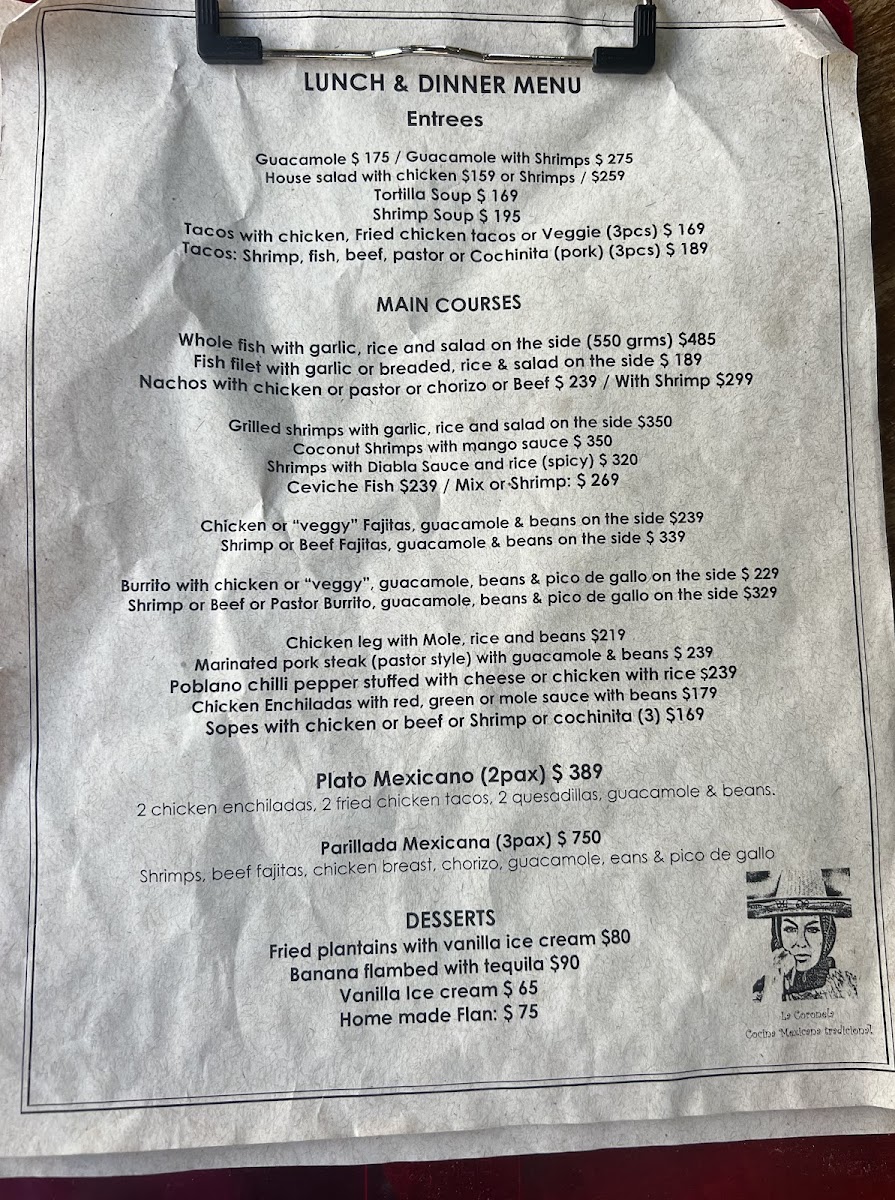 LUNCH & DINNER MENU
Entrees
Guacamole $ 175 / Guacamole with Shrimps $ 275
House salad with chicken $159 or Shrimps / $259
Tortilla Soup $ 169
Shrimp Soup $ 195
Tacos with chicken, Fried chicken tacos or Veggie (3pcs) $ 169
Tacos: Shrimp, fish, beef, pastor or Cochinita (pork) (3pcs) $ 189
MAIN COURSES
Whole fish with garlic, rice and salad on the side (550 grms) $485
Fish filet with garlic or breaded, rice & salad on the side $ 189
Nachos with chicken or pastor or chorizo or Beef $ 239 / With Shrimp $299
Grilled shrimps with garlic, rice and salad on the side $350
Coconut Shrimps with mango sauce $ 350
Shrimps with Diabla Sauce and rice (spicy) $ 320
Ceviche Fish $239 / Mix or Shrimp: $ 269
Chicken or “veggy” Fajitas, guacamole & beans on the side $239
Shrimp or Beef Fajitas, guacamole & beans on the side $ 339
Burrito with chicken or “veggy”, guacamole, beans & pico de gallo on the side $ 229
Shrimp or Beef or Pastor Burrito, guacamole, beans & pico de gallo on the side $329
Chicken leg with Mole, rice and beans $219
Marinated pork steak (pastor style) with guacamole & beans $ 239
Poblano chilli pepper stuffed with cheese or chicken with rice $239
Chicken Enchiladas with red, green or mole sauce with beans $179
Sopes with chicken or beef or Shrimp or cochinita (3) $169
Plato Mexicano (2pax) $ 389
2 chicken enchiladas, 2 fried chicken tacos, 2 quesadillas, guacamole & beans.
Parillada Mexicana (3pax) $ 750
Shrimps, beef fajitas, chicken breast, chorizo, guacamole, eans & pico de gallo
DESSERTS
Fried plantains with vanilla ice cream $80
Banana flambed with tequila $90
Vanilla Ice cream $ 65
Home made Flan: $ 75
La Coronela
Cocina Mexicana tradicional